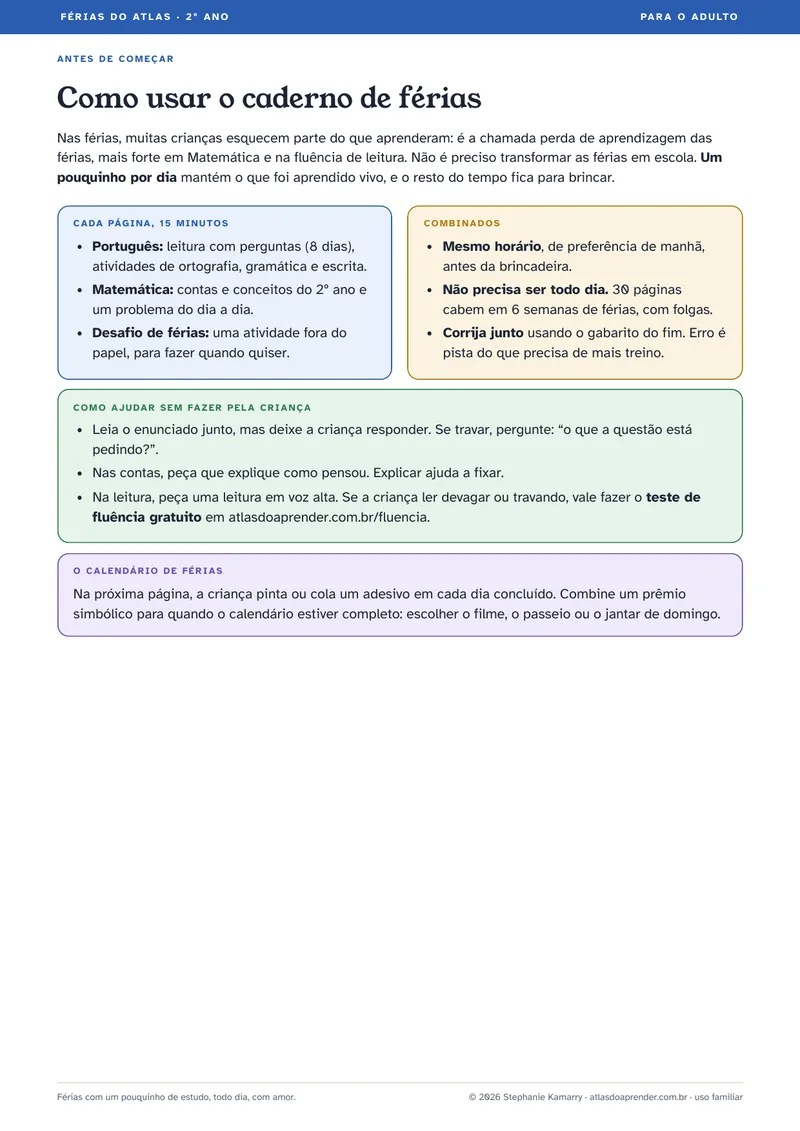 FÉRIAS DO ATLAS · 2º ANO
PARA O ADULTO
ANTES DE COMEÇAR
Como usar o caderno de férias
Nas férias, muitas crianças esquecem parte do que aprenderam: é a chamada perda de aprendizagem das
férias, mais forte em Matemática e na fluência de leitura. Não é preciso transformar as férias em escola. Um
pouquinho por dia mantém o que foi aprendido vivo, e o resto do tempo fica para brincar.
CADA PÁGINA, 15 MINUTOS
• Português: leitura com perguntas (8 dias),
atividades de ortografia, gramática e escrita.
• Matemática: contas e conceitos do 2º ano e
um problema do dia a dia.
• Desafio de férias: uma atividade fora do
papel, para fazer quando quiser.
COMBINADOS
• Mesmo horário, de preferência de manhã,
antes da brincadeira.
• Não precisa ser todo dia. 30 páginas
cabem em 6 semanas de férias, com folgas.
• Corrija junto usando o gabarito do fim. Erro é
pista do que precisa de mais treino.
COMO AJUDAR SEM FAZER PELA CRIANÇA
• Leia o enunciado junto, mas deixe a criança responder. Se travar, pergunte: “o que a questão está
pedindo?”.
• Nas contas, peça que explique como pensou. Explicar ajuda a fixar.
• Na leitura, peça uma leitura em voz alta. Se a criança ler devagar ou travando, vale fazer o teste de
fluência gratuito em atlasdoaprender.com.br/fluencia.
O CALENDÁRIO DE FÉRIAS
Na próxima página, a criança pinta ou cola um adesivo em cada dia concluído. Combine um prêmio
simbólico para quando o calendário estiver completo: escolher o filme, o passeio ou o jantar de domingo.
Férias com um pouquinho de estudo, todo dia, com amor.
© 2026 Stephanie Kamarry · atlasdoaprender.com.br · uso familiar